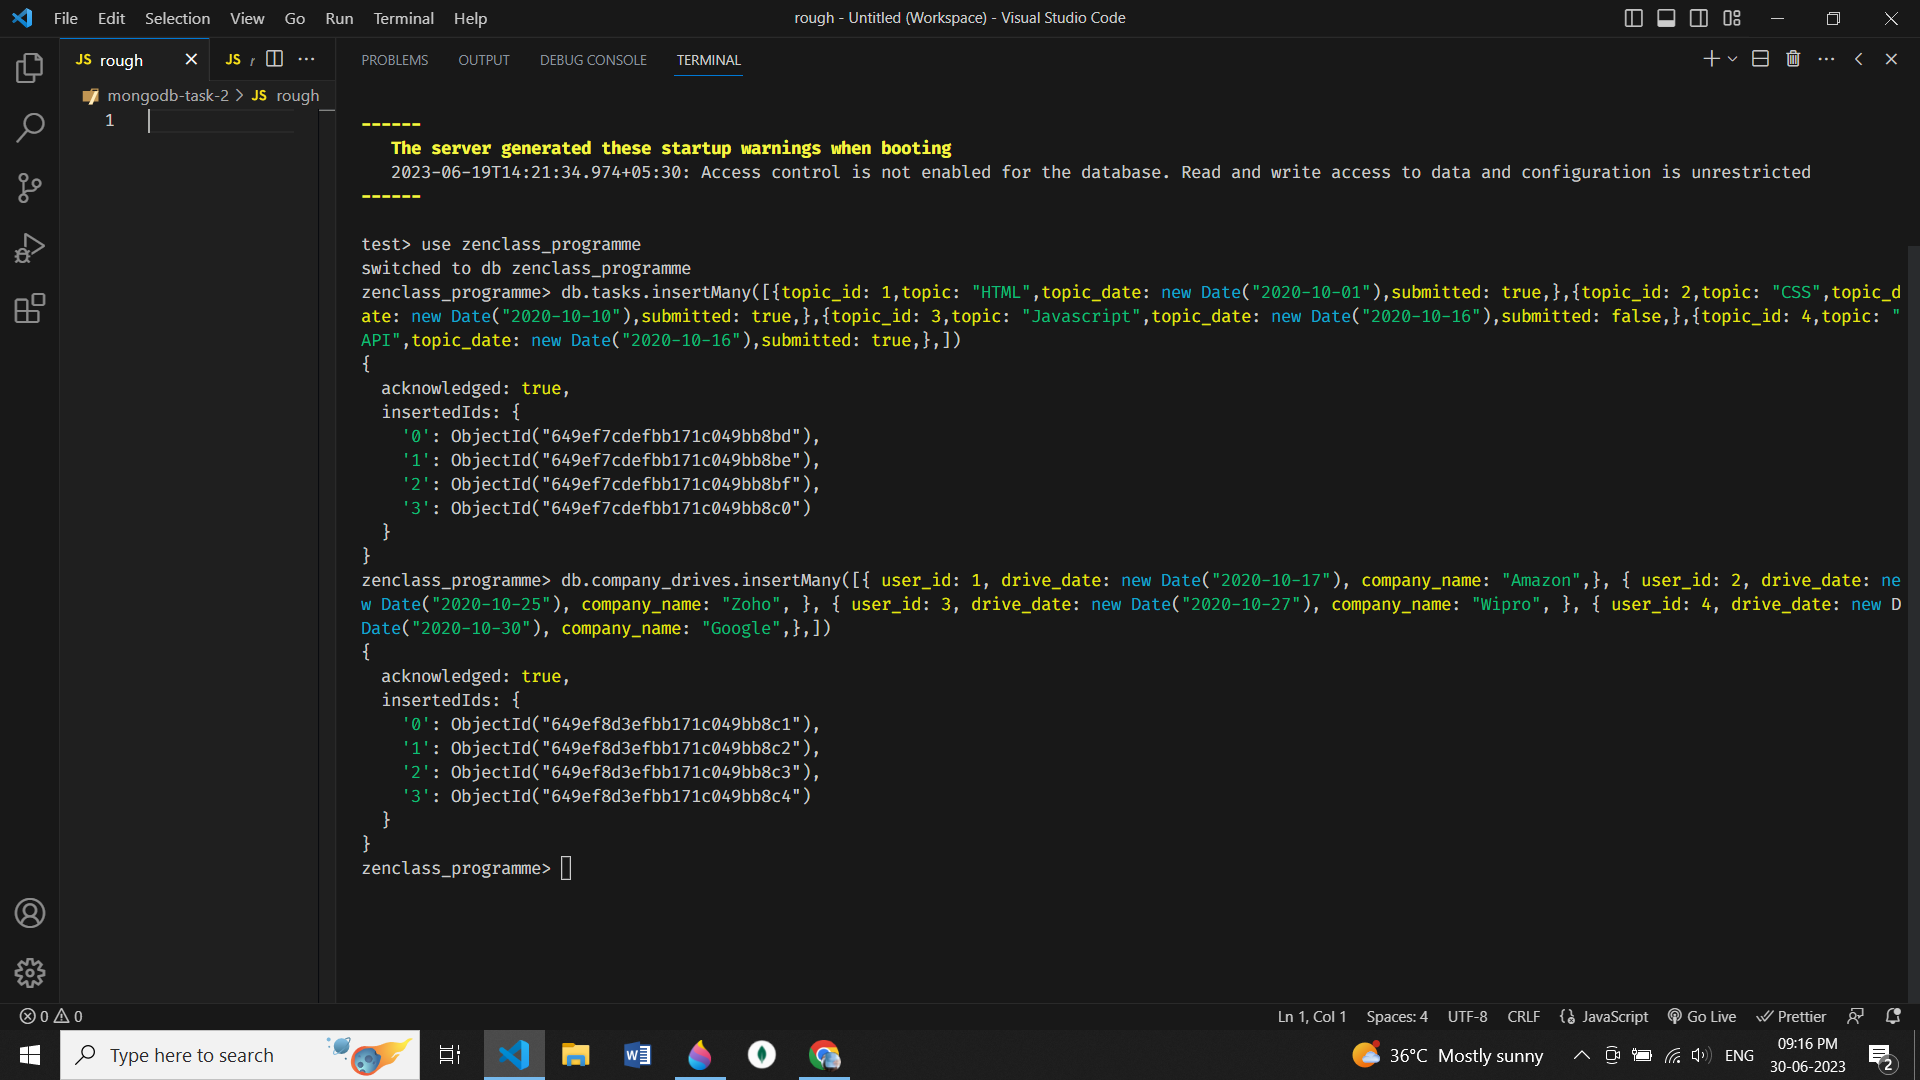 File Edit Selection View Go Run Terminal Help
rough - Untitled (Workspace) - Visual Studio Code
JS rough
JS r
PROBLEMS OUTPUT DEBUG CONSOLE TERMINAL
mongodb-task-2 > JS rough
1
------
The server generated these startup warnings when booting
2023-06-19T14:21:34.974+05:30: Access control is not enabled for the database. Read and write access to data and configuration is unrestricted
------
test> use zenclass_programme
switched to db zenclass_programme
zenclass_programme> db.tasks.insertMany([{topic_id: 1,topic: "HTML",topic_date: new Date("2020-10-01"),submitted: true,},{topic_id: 2,topic: "CSS",topic_d
ate: new Date("2020-10-10"),submitted: true,},{topic_id: 3,topic: "Javascript",topic_date: new Date("2020-10-16"),submitted: false,},{topic_id: 4,topic: "
API",topic_date: new Date("2020-10-16"),submitted: true,},])
{
acknowledged: true,
insertedIds: {
'0': ObjectId("649ef7cdefbb171c049bb8bd"),
'1': ObjectId("649ef7cdefbb171c049bb8be"),
'2': ObjectId("649ef7cdefbb171c049bb8bf"),
'3': ObjectId("649ef7cdefbb171c049bb8c0")
}
}
zenclass_programme> db.company_drives.insertMany([{ user_id: 1, drive_date: new Date("2020-10-17"), company_name: "Amazon",}, { user_id: 2, drive_date: ne
w Date("2020-10-25"), company_name: "Zoho", }, { user_id: 3, drive_date: new Date("2020-10-27"), company_name: "Wipro", }, { user_id: 4, drive_date: new D
Date("2020-10-30"), company_name: "Google",},])
{
acknowledged: true,
insertedIds: {
'0': ObjectId("649ef8d3efbb171c049bb8c1"),
'1': ObjectId("649ef8d3efbb171c049bb8c2"),
'2': ObjectId("649ef8d3efbb171c049bb8c3"),
'3': ObjectId("649ef8d3efbb171c049bb8c4")
}
}
zenclass_programme>
0 0
Ln 1, Col 1 Spaces: 4 UTF-8 CRLF JavaScript Go Live Prettier
Type here to search
36°C Mostly sunny
ENG
09:16 PM
30-06-2023
2